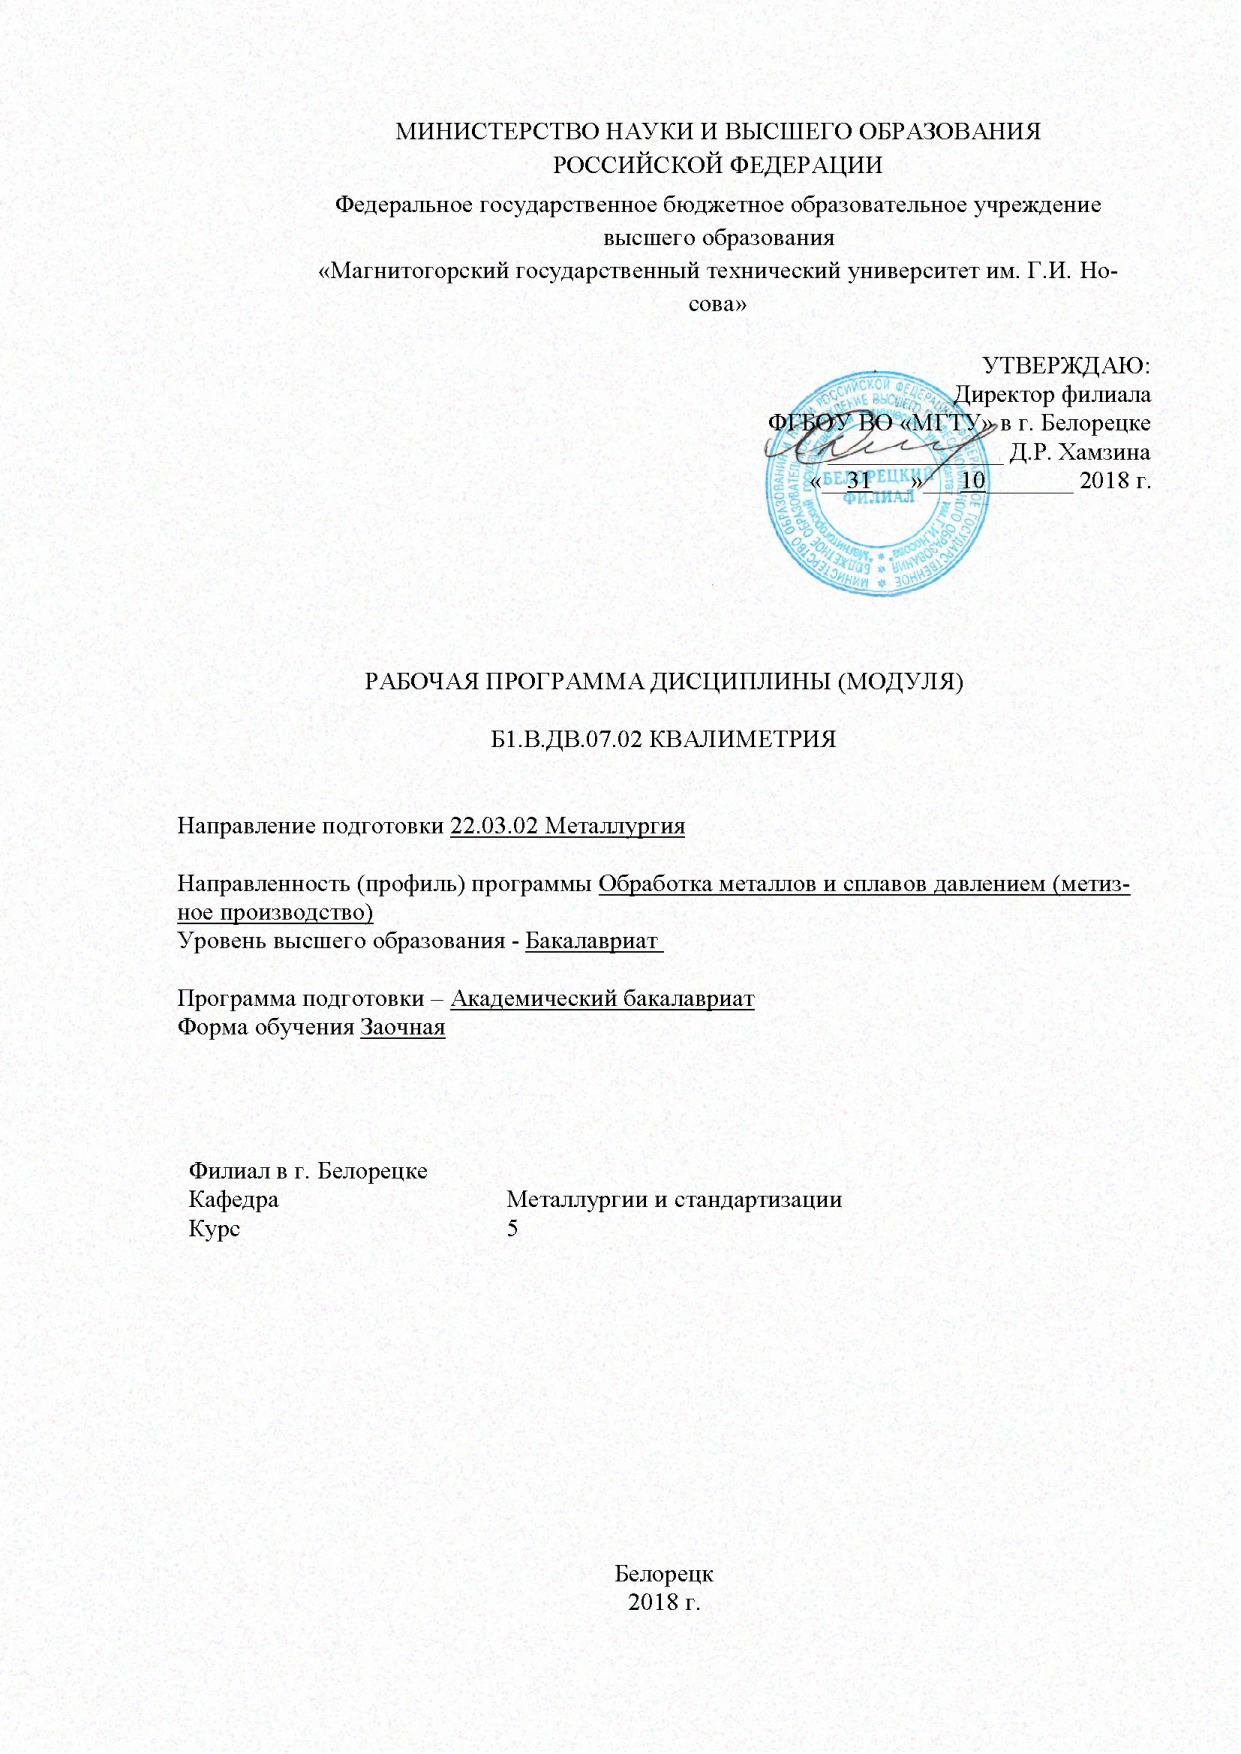 МИНИСТЕРСТВО НАУКИ И ВЫСШЕГО ОБРАЗОВАНИЯ
РОССИЙСКОЙ ФЕДЕРАЦИИ
Федеральное государственное бюджетное образовательное учреждение
высшего образования
«Магнитогорский государственный технический университет им. Г.И. Но-
сова»
УТВЕРЖДАЮ:
Директор филиала
ФГБОУ ВО «МГТУ» в г. Белорецке
Д.Р. Хамзина
« 31 » 10 2018 г.
БЕЛОРЕЦКИЙ
ФИЛИАЛ
РАБОЧАЯ ПРОГРАММА ДИСЦИПЛИНЫ (МОДУЛЯ)
Б1.В.ДВ.07.02 КВАЛИМЕТРИЯ
Направление подготовки 22.03.02 Металлургия
Направленность (профиль) программы Обработка металлов и сплавов давлением (метиз-
ное производство)
Уровень высшего образования - Бакалавриат
Программа подготовки – Академический бакалавриат
Форма обучения Заочная
Филиал в г. Белорецке
Кафедра Металлургии и стандартизации
Курс 5
Белорецк
2018 г.